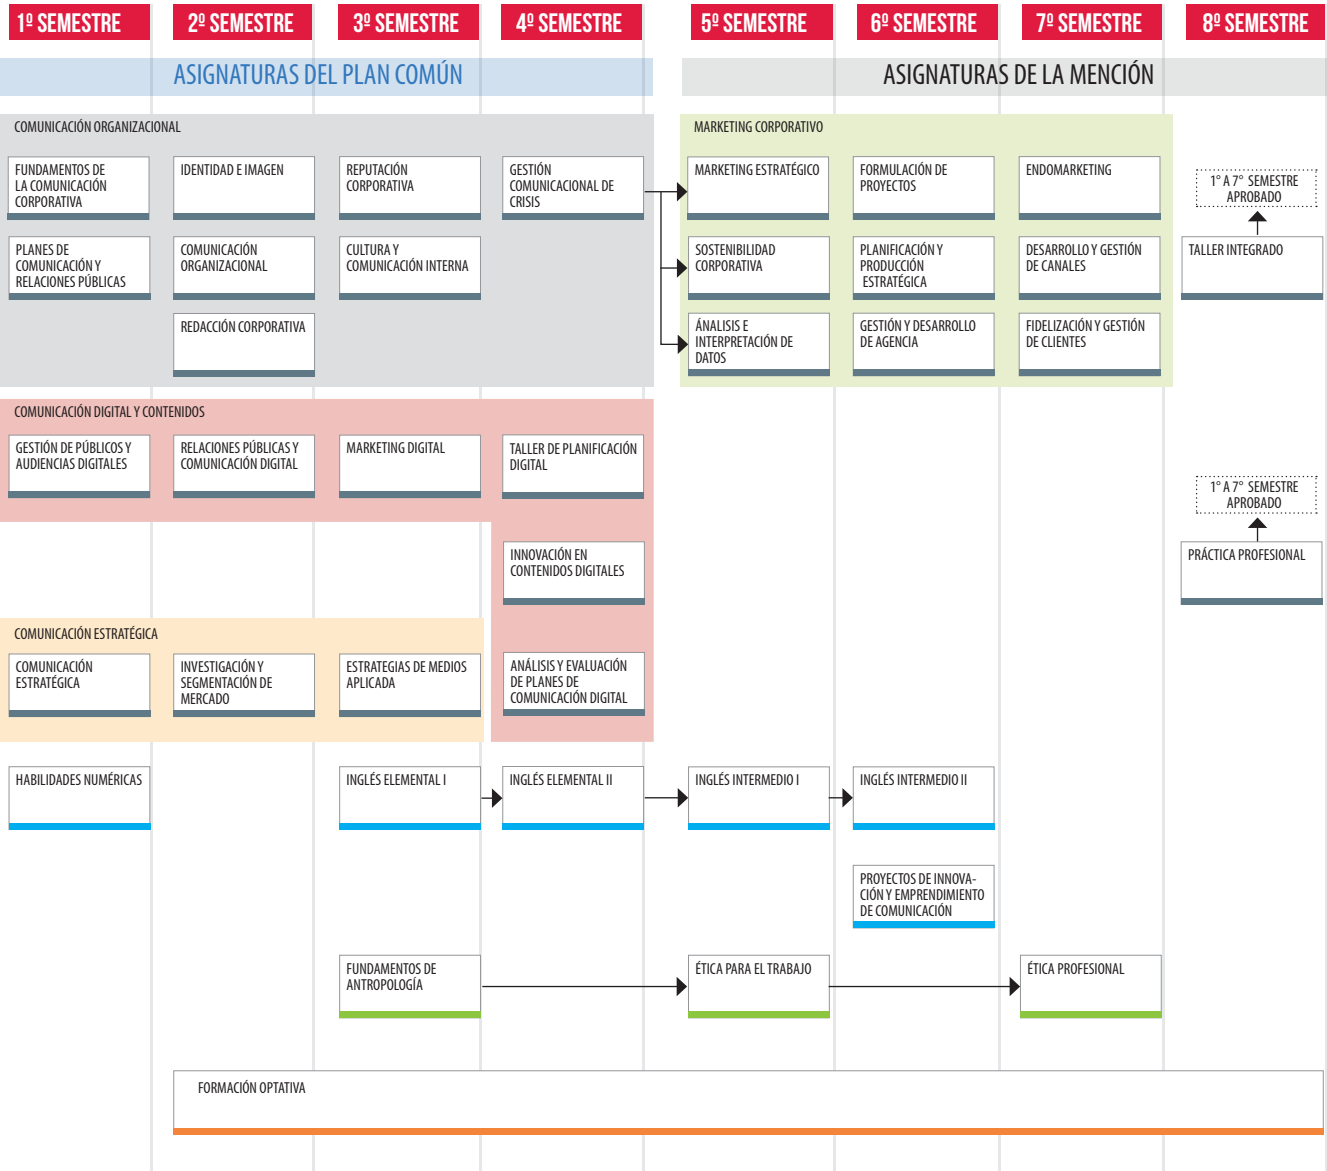 1º SEMESTRE
2º SEMESTRE
3º SEMESTRE
4º SEMESTRE
5º SEMESTRE
6º SEMESTRE
7º SEMESTRE
8º SEMESTRE
ASIGNATURAS DEL PLAN COMÚN
ASIGNATURAS DE LA MENCIÓN
COMUNICACIÓN ORGANIZACIONAL
MARKETING CORPORATIVO
FUNDAMENTOS DE
LA COMUNICACIÓN
CORPORATIVA
IDENTIDAD E IMAGEN
REPUTACIÓN
CORPORATIVA
GESTIÓN
COMUNICACIONAL DE
CRISIS
MARKETING ESTRATÉGICO
FORMULACIÓN DE
PROYECTOS
ENDOMARKETING
1° A 7° SEMESTRE
APROBADO
PLANES DE
COMUNICACIÓN Y
RELACIONES PÚBLICAS
COMUNICACIÓN
ORGANIZACIONAL
CULTURA Y
COMUNICACIÓN INTERNA
SOSTENIBILIDAD
CORPORATIVA
PLANIFICACIÓN Y
PRODUCCIÓN
ESTRATÉGICA
DESARROLLO Y GESTIÓN
DE CANALES
TALLER INTEGRADO
REDACCIÓN CORPORATIVA
ÁNALISIS E
INTERPRETACIÓN DE
DATOS
GESTIÓN Y DESARROLLO
DE AGENCIA
FIDELIZACIÓN Y GESTIÓN
DE CLIENTES
COMUNICACIÓN DIGITAL Y CONTENIDOS
GESTIÓN DE PÚBLICOS Y
AUDIENCIAS DIGITALES
RELACIONES PÚBLICAS Y
COMUNICACIÓN DIGITAL
MARKETING DIGITAL
TALLER DE PLANIFICACIÓN
DIGITAL
1° A 7° SEMESTRE
APROBADO
INNOVACIÓN EN
CONTENIDOS DIGITALES
PRÁCTICA PROFESIONAL
COMUNICACIÓN ESTRATÉGICA
COMUNICACIÓN
ESTRATÉGICA
INVESTIGACIÓN Y
SEGMENTACIÓN DE
MERCADO
ESTRATEGIAS DE MEDIOS
APLICADA
ANÁLISIS Y EVALUACIÓN
DE PLANES DE
COMUNICACIÓN DIGITAL
HABILIDADES NUMÉRICAS
INGLÉS ELEMENTAL I
INGLÉS ELEMENTAL II
INGLÉS INTERMEDIO I
INGLÉS INTERMEDIO II
PROYECTOS DE INNOVA-
CIÓN Y EMPRENDIMIENTO
DE COMUNICACIÓN
FUNDAMENTOS DE
ANTROPOLOGÍA
ÉTICA PARA EL TRABAJO
ÉTICA PROFESIONAL
FORMACIÓN OPTATIVA